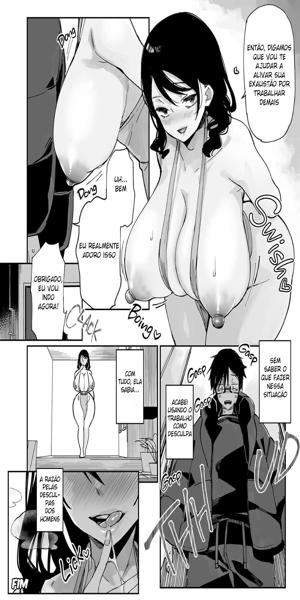 ENTÃO, DIGAMOS
QUE VOU TE
AJUDAR A
ALIVIAR SUA
EXAUSTÃO POR
TRABALHAR
DEMAIS
Dong
UH...
BEM
Dong
EU REALMENTE
ADORO ISSO
Swish
Boing
OBRIGADO,
EU VOU
INDO
AGORA!
CLACK
SEM
SABER O
QUE FAZER
NESSA
SITUAÇÃO
Gasp
Gasp
Gasp
Gasp
ACABEI
USANDO O
TRABALHO
COMO
DESCULPA
THUD
COM
TUDO, ELA
SABIA...
A RAZÃO
PELAS
DESCUL-
PAS
DOS
HOMENS
LICK
FIM